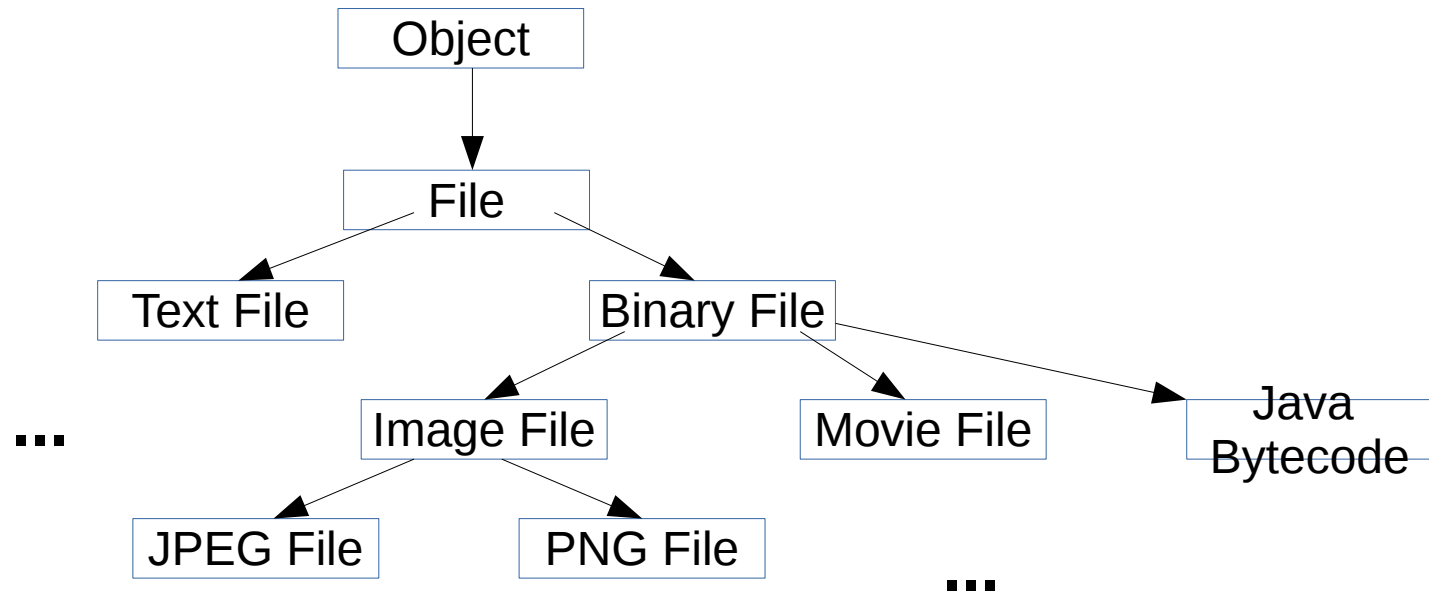 Object
File
Text File
Binary File
Image File
Movie File
Java
Bytecode
...
JPEG File
PNG File
...